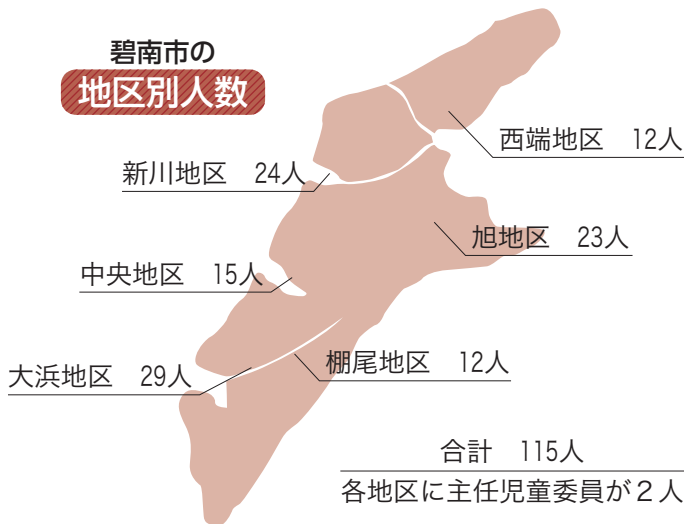 碧南市の
地区別人数
西端地区　12人
新川地区　24人
旭地区　23人
中央地区　15人
大浜地区　29人
棚尾地区　12人
合計　115人
各地区に主任児童委員が２人